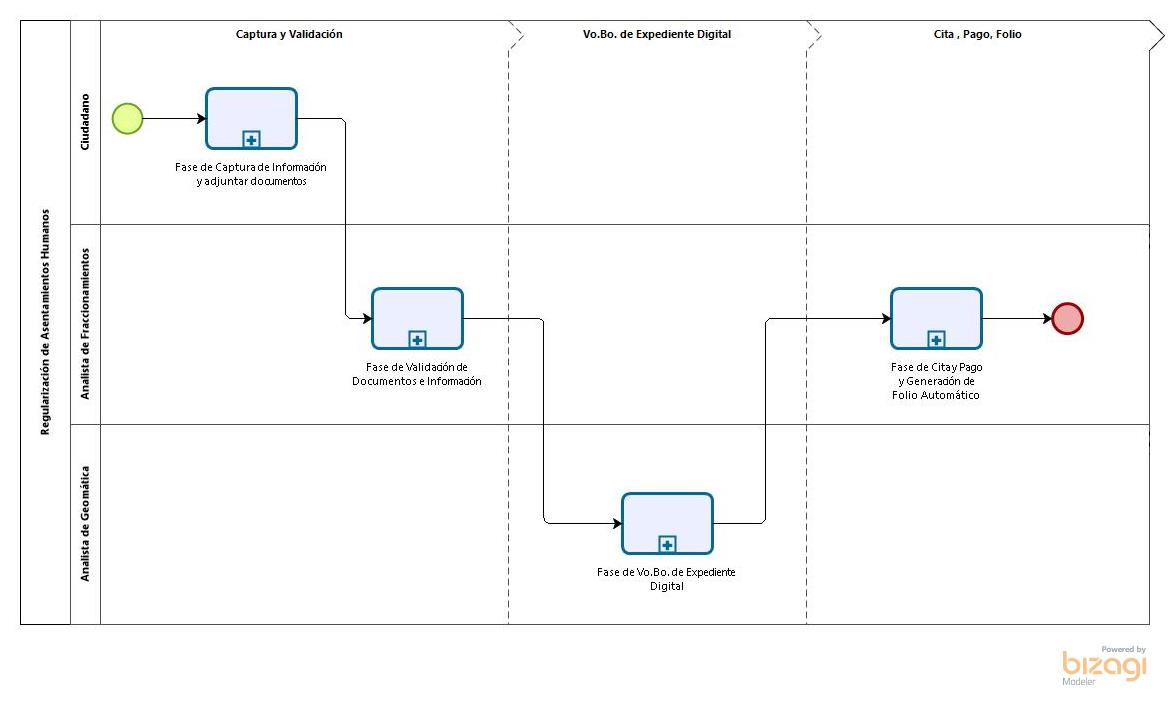 Captura y Validación
Vo.Bo. de Expediente Digital
Cita , Pago, Folio
Regularización de Asentamientos Humanos
Ciudadano
Fase de Captura de Información
y adjuntar documentos
Analista de Fraccionamientos
Fase de Validación de
Documentos e Información
Fase de Cita y Pago
y Generación de
Folio Automático
Analista de Geomática
Fase de Vo.Bo. de Expediente
Digital
Powered by
bizagi
Modeler